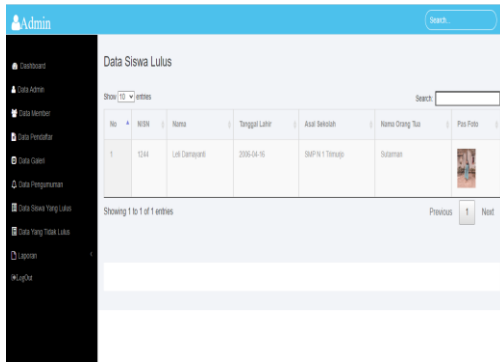 Admin
Search..
Dashboard
Data Admin
Data Member
Data Pendaftar
Data Galeri
Data Pengumuman
Data Siswa Yang Lulus
Data Yang Tidak Lulus
Laporan
LogOut
Data Siswa Lulus
Show 10 entries
Search:
No NISN Nama Tanggal Lahir Asal Sekolah Nama Orang Tua Pas Foto
1 1244 Leli Damayanti 2006-04-16 SMP N 1 Trimurjo Sutarman
Showing 1 to 1 of 1 entries
Previous 1 Next